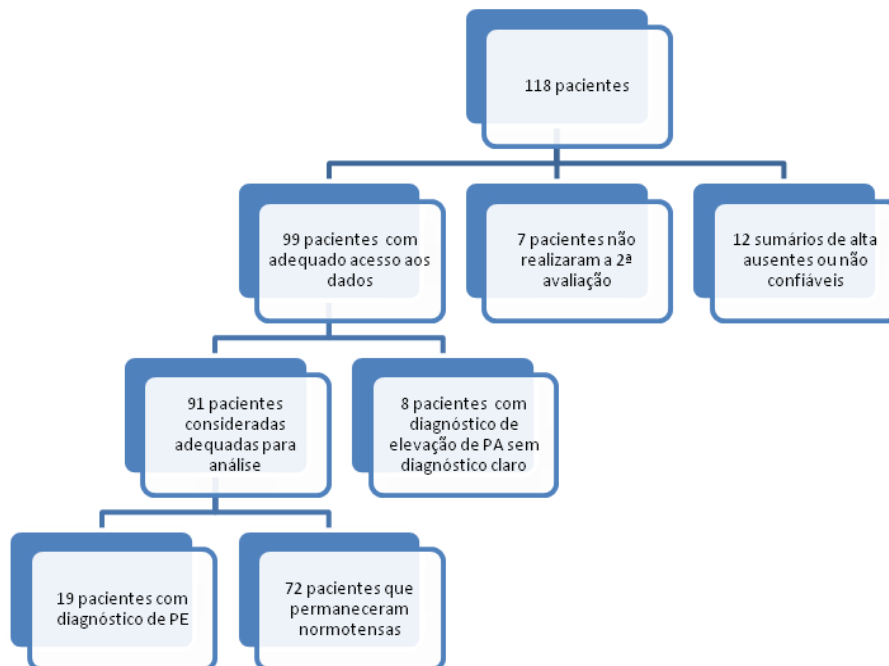 118 pacientes
99 pacientes com
adequado acesso aos
dados
7 pacientes não
realizaram a 2ª
avaliação
12 sumários de alta
ausentes ou não
confiáveis
91 pacientes
consideradas
adequadas para
análise
8 pacientes com
diagnóstico de
elevação de PA sem
diagnóstico claro
19 pacientes com
diagnóstico de PE
72 pacientes que
permaneceram
normotensas